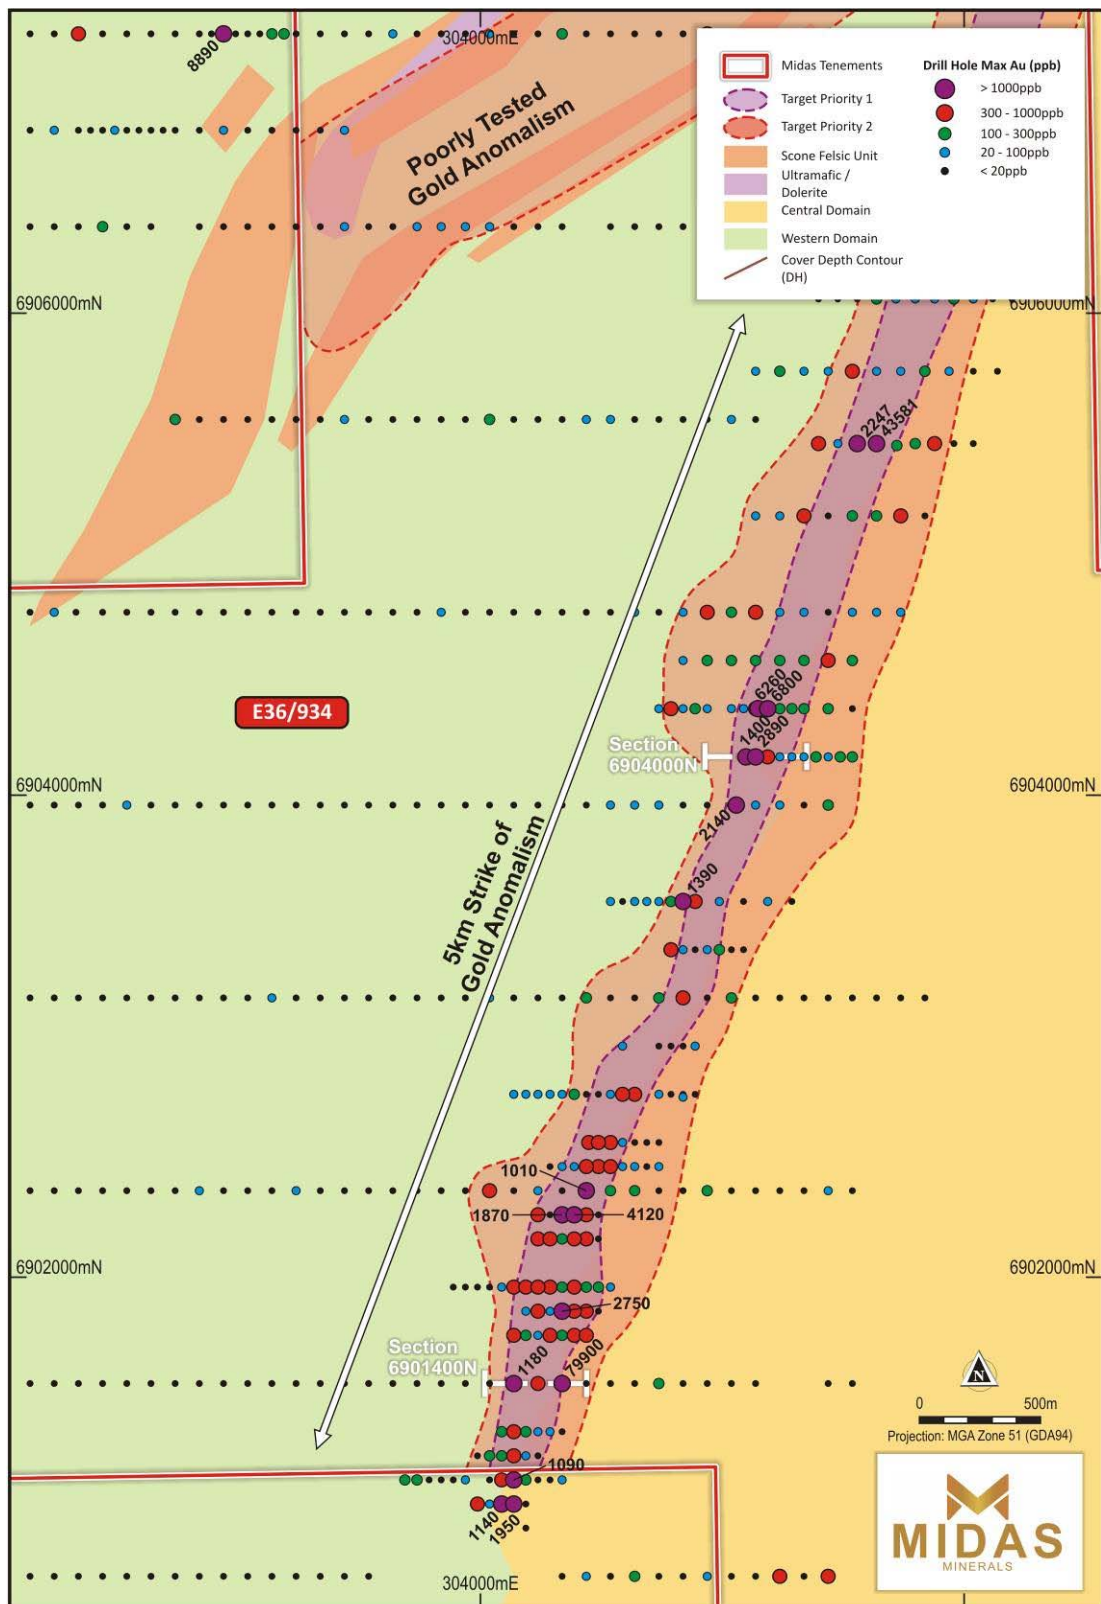 8890
304000mE
Poorly Tested
Gold Anomalism
Midas Tenements
Target Priority 1
Target Priority 2
Scone Felsic Unit
Ultramafic /
Dolerite
Central Domain
Western Domain
Cover Depth Contour
(DH)
Drill Hole Max Au (ppb)
> 1000ppb
300 - 1000ppb
100 - 300ppb
20 - 100ppb
< 20ppb
6906000mN
6906000mN
2247
43581
E36/934
6260
6800
1400
2890
Section
6904000N
6904000mN
6904000mN
2140
1390
5km Strike of
Gold Anomalism
1010
1870
4120
6902000mN
6902000mN
2750
Section
6901400N
1180
79900
N
0 500m
Projection: MGA Zone 51 (GDA94)
1090
1140
1950
304000mE
MIDAS
MINERALS